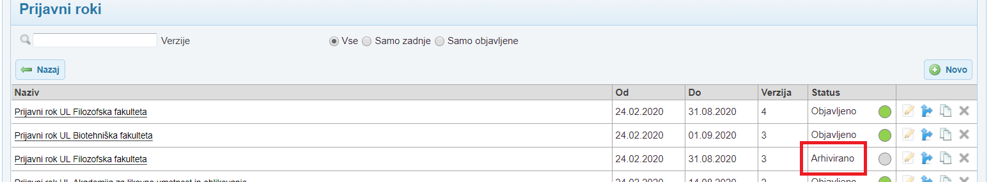 Prijavni roki
Verzije Vse Samo zadnje Samo objavljene
Nazaj Novo
Naziv Od Do Verzija Status
Prijavni rok UL Filozofska fakulteta 24.02.2020 31.08.2020 4 Objavljeno
Prijavni rok UL Biotehniška fakulteta 24.02.2020 01.09.2020 3 Objavljeno
Prijavni rok UL Filozofska fakulteta 24.02.2020 31.08.2020 3 Arhivirano
Prijavni rok UL Akademija za likovno umetnost in oblikovanje 24.02.2020 14.08.2020 Objavljeno